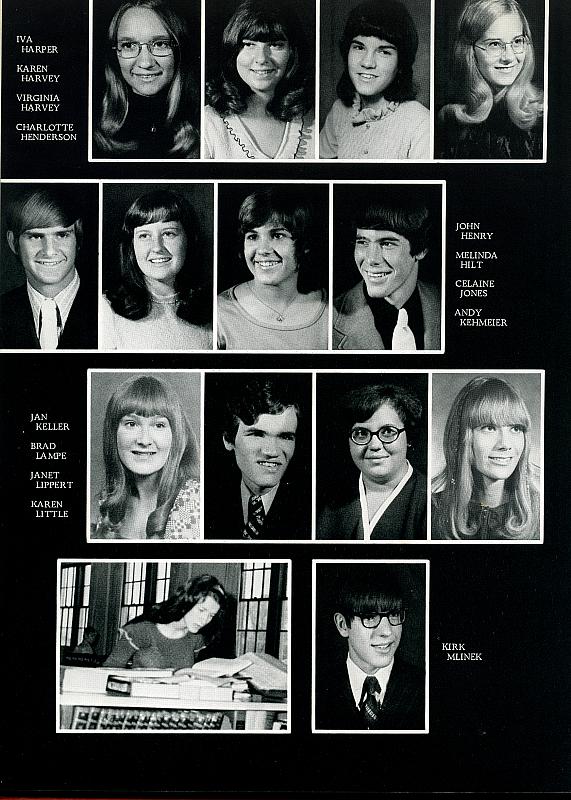 IVA
HARPER
KAREN
HARVEY
VIRGINIA
HARVEY
CHARLOTTE
HENDERSON
JOHN
HENRY
MELINDA
HILT
CELAINE
JONES
ANDY
KEHMEIER
JAN
KELLER
BRAD
LAMPE
JANET
LIPPERT
KAREN
LITTLE
KIRK
MLINEK